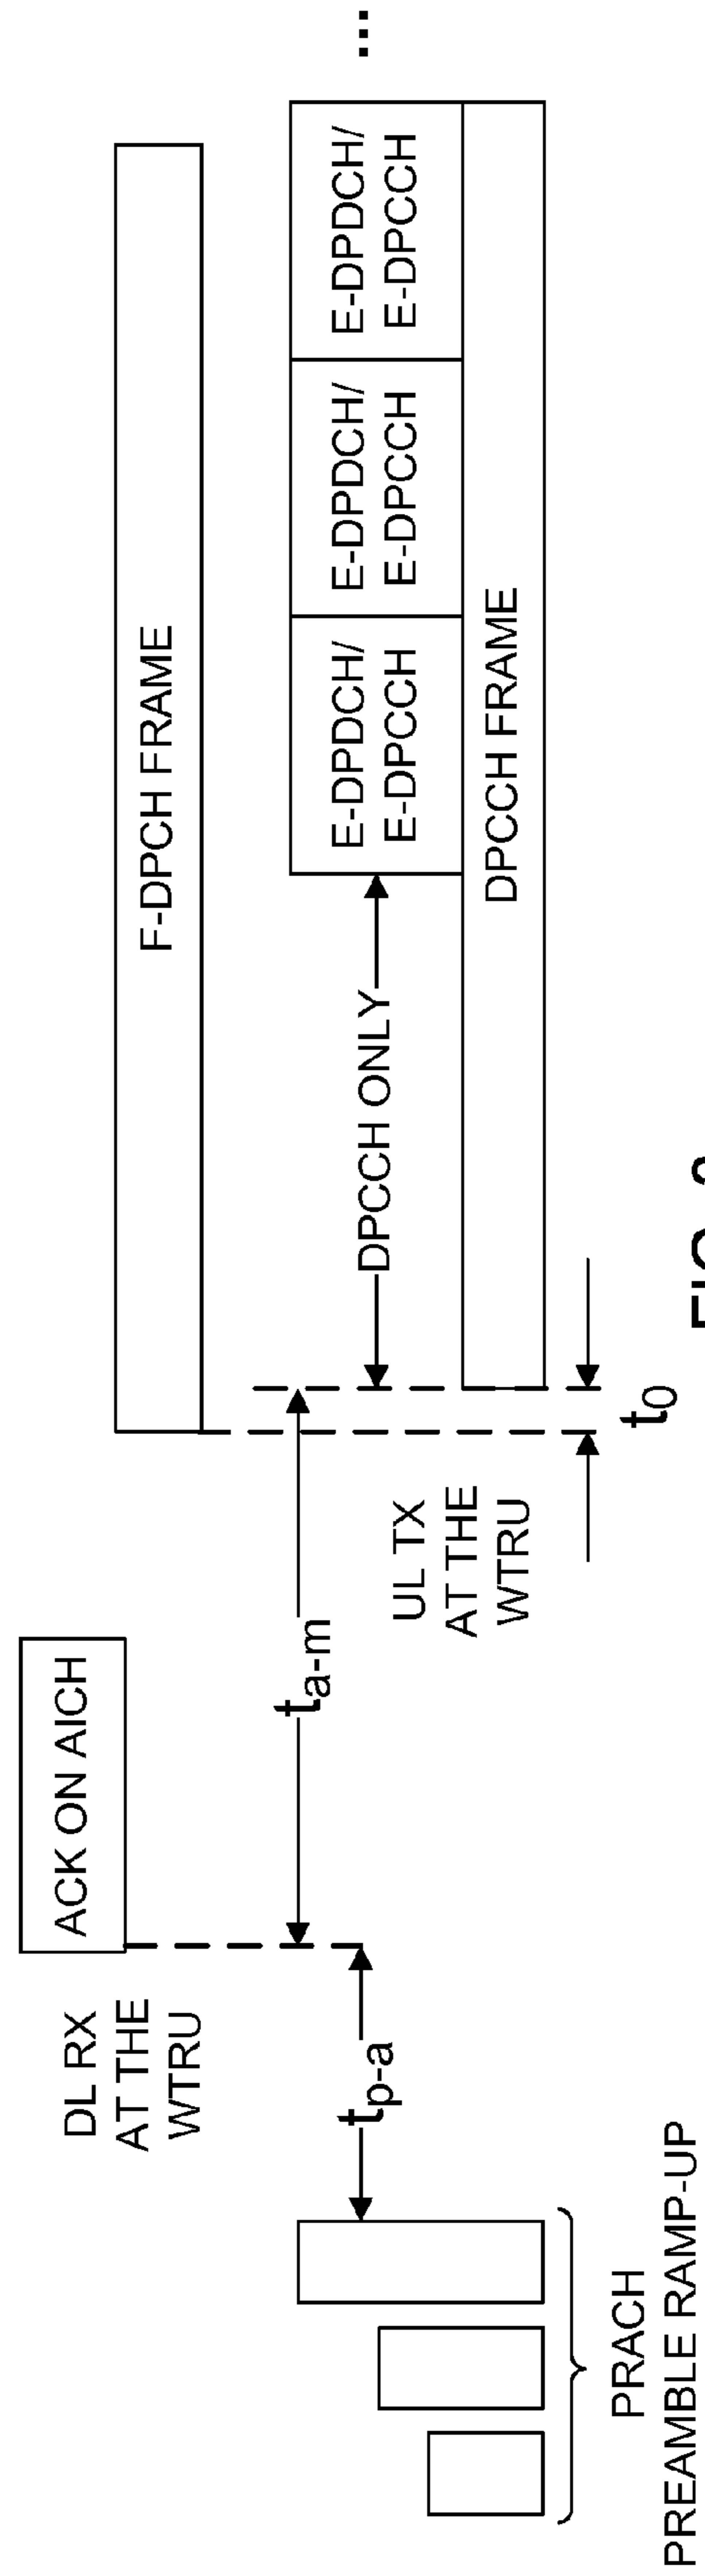 DL RX
AT THE
WTRU
ACK ON AICH
F-DPCH FRAME
tp-a
ta-m
UL TX
AT THE
WTRU
DPCCH ONLY
E-DPDCH/
E-DPCCH
E-DPDCH/
E-DPCCH
E-DPDCH/
E-DPCCH
...
DPCCH FRAME
t0
PRACH
PREAMBLE RAMP-UP